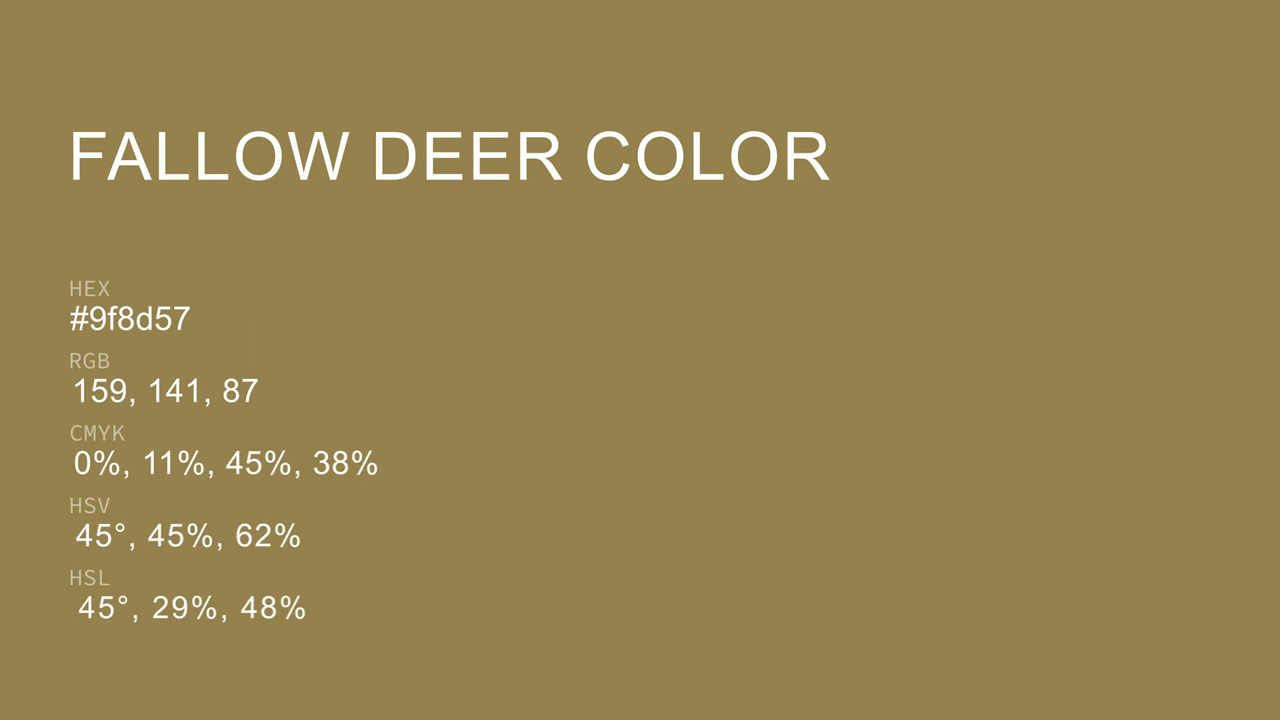 FALLOW DEER COLOR
HEX
#9f8d57
RGB
159, 141, 87
CMYK
0%, 11%, 45%, 38%
HSV
45°, 45%, 62%
HSL
45°, 29%, 48%